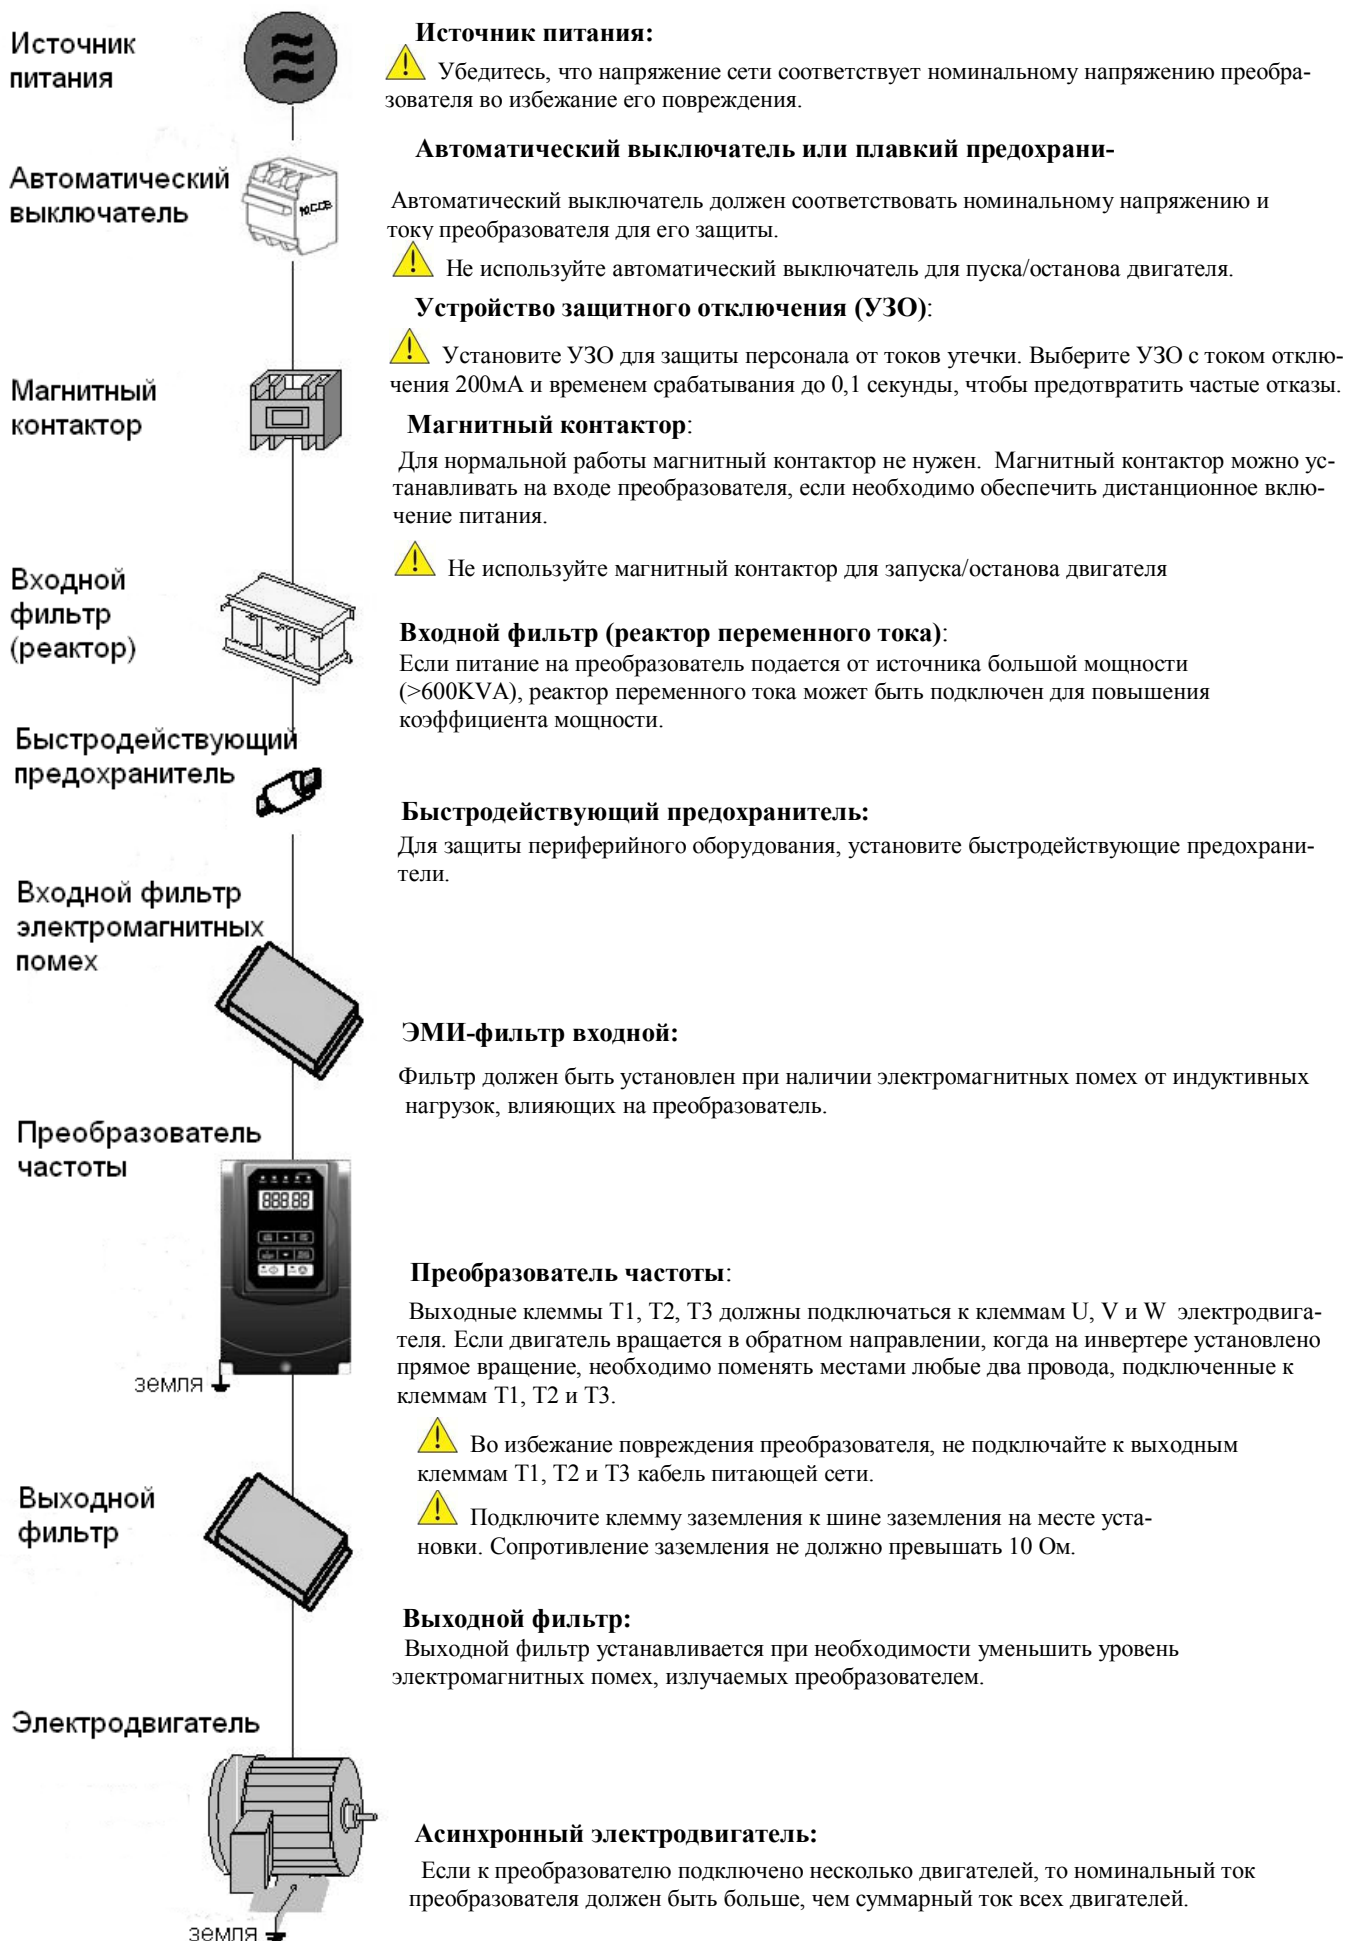 Источник питания:
Источник
питания
Убедитесь, что напряжение сети соответствует номинальному напряжению преобра-
зователя во избежание его повреждения.
Автоматический выключатель или плавкий предохрани-
Автоматический
выключатель
Автоматический выключатель должен соответствовать номинальному напряжению и
току преобразователя для его защиты.
Не используйте автоматический выключатель для пуска/останова двигателя.
Устройство защитного отключения (УЗО):
Установите УЗО для защиты персонала от токов утечки. Выберите УЗО с током отклю-
чения 200мА и временем срабатывания до 0,1 секунды, чтобы предотвратить частые отказы.
Магнитный
контактор
Магнитный контактор:
Для нормальной работы магнитный контактор не нужен. Магнитный контактор можно ус-
танавливать на входе преобразователя, если необходимо обеспечить дистанционное вклю-
чение питания.
Не используйте магнитный контактор для запуска/останова двигателя
Входной
фильтр
(реактор)
Входной фильтр (реактор переменного тока):
Если питание на преобразователь подается от источника большой мощности
(>600KVA), реактор переменного тока может быть подключен для повышения
коэффициента мощности.
Быстродействующий
предохранитель
Быстродействующий предохранитель:
Для защиты периферийного оборудования, установите быстродействующие предохрани-
тели.
Входной фильтр
электромагнитных
помех
ЭМИ-фильтр входной:
Фильтр должен быть установлен при наличии электромагнитных помех от индуктивных
нагрузок, влияющих на преобразователь.
Преобразователь
частоты
88888
земля
Преобразователь частоты:
Выходные клеммы T1, T2, T3 должны подключаться к клеммам U, V и W электродвига-
теля. Если двигатель вращается в обратном направлении, когда на инвертере установлено
прямое вращение, необходимо поменять местами любые два провода, подключенные к
клеммам T1, T2 и T3.
Во избежание повреждения преобразователя, не подключайте к выходным
клеммам T1, T2 и T3 кабель питающей сети.
Подключите клемму заземления к шине заземления на месте уста-
новки. Сопротивление заземления не должно превышать 10 Ом.
Выходной
фильтр
Выходной фильтр:
Выходной фильтр устанавливается при необходимости уменьшить уровень
электромагнитных помех, излучаемых преобразователем.
Электродвигатель
земля
Асинхронный электродвигатель:
Если к преобразователю подключено несколько двигателей, то номинальный ток
преобразователя должен быть больше, чем суммарный ток всех двигателей.